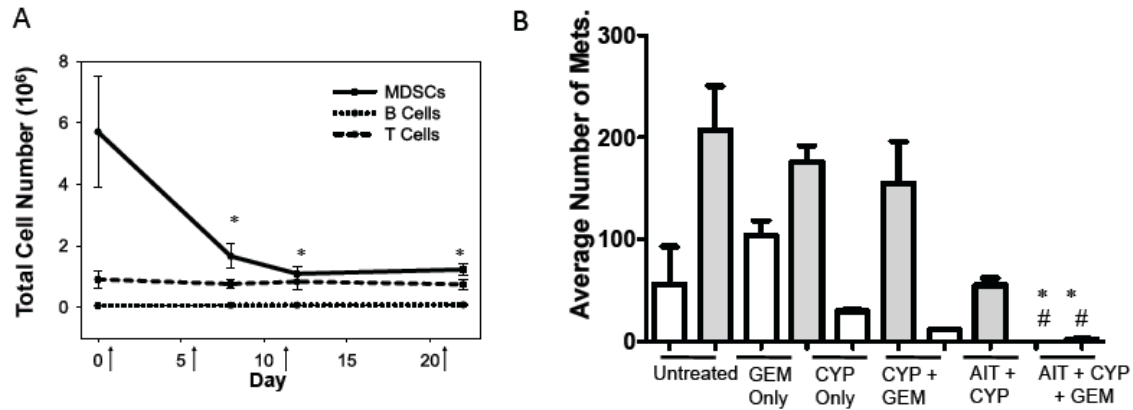 A
Total Cell Number (10⁶)
8
6
4
2
0
MDSCs
B Cells
T Cells
*
*
*
0
5
10
15
20
Day
B
Average Number of Mets.
300
200
100
0
* *
# #
Untreated
GEM Only
CYP Only
CYP + GEM
AIT + CYP
AIT + CYP + GEM